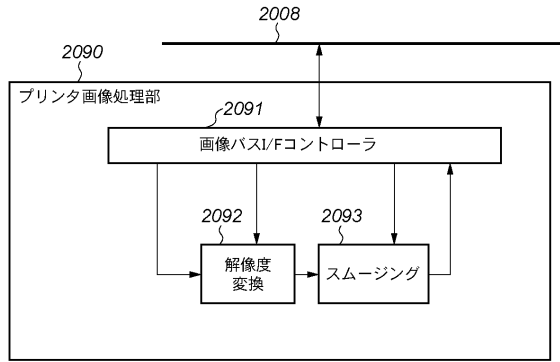 2008
2090
プリンタ画像処理部
2091
画像バスI/Fコントローラ
2092
2093
解像度
変換
スムージング